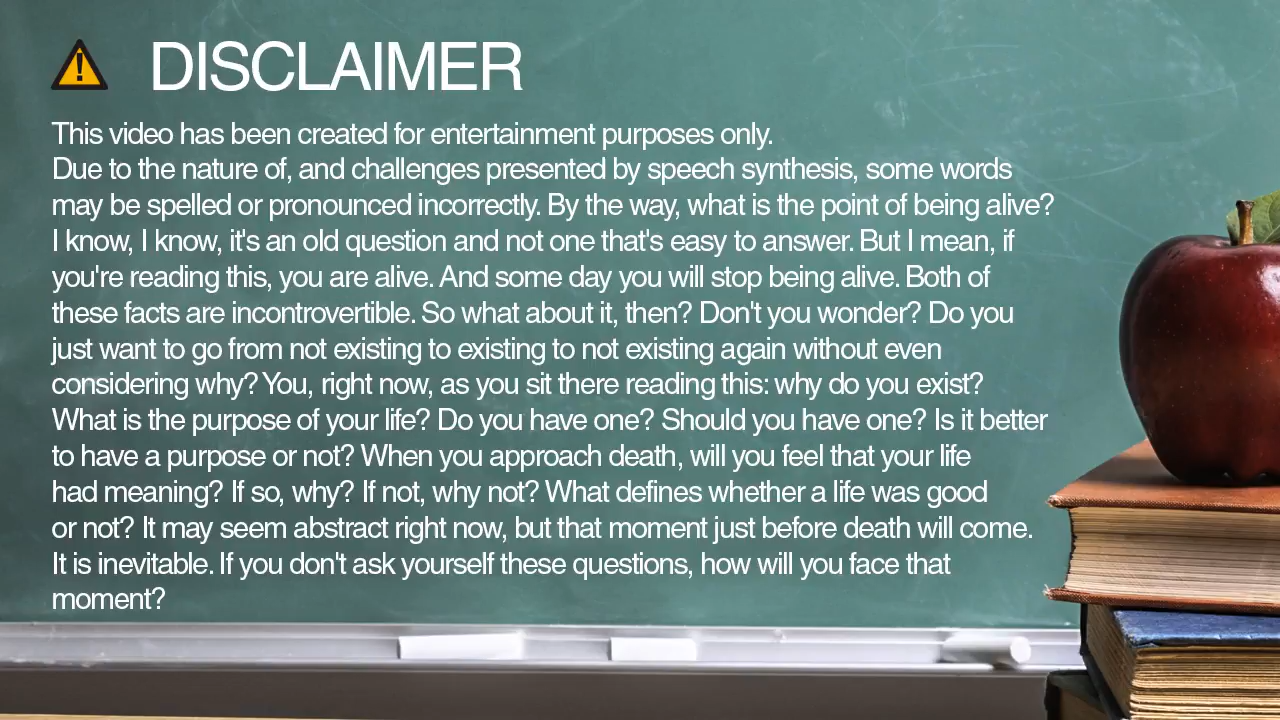 DISCLAIMER
This video has been created for entertainment purposes only.
Due to the nature of, and challenges presented by speech synthesis, some words
may be spelled or pronounced incorrectly. By the way, what is the point of being alive?
I know, I know, it's an old question and not one that's easy to answer. But I mean, if
you're reading this, you are alive. And some day you will stop being alive. Both of
these facts are incontrovertible. So what about it, then? Don't you wonder? Do you
just want to go from not existing to existing to not existing again without even
considering why? You, right now, as you sit there reading this: why do you exist?
What is the purpose of your life? Do you have one? Should you have one? Is it better
to have a purpose or not? When you approach death, will you feel that your life
had meaning? If so, why? If not, why not? What defines whether a life was good
or not? It may seem abstract right now, but that moment just before death will come.
It is inevitable. If you don't ask yourself these questions, how will you face that
moment?